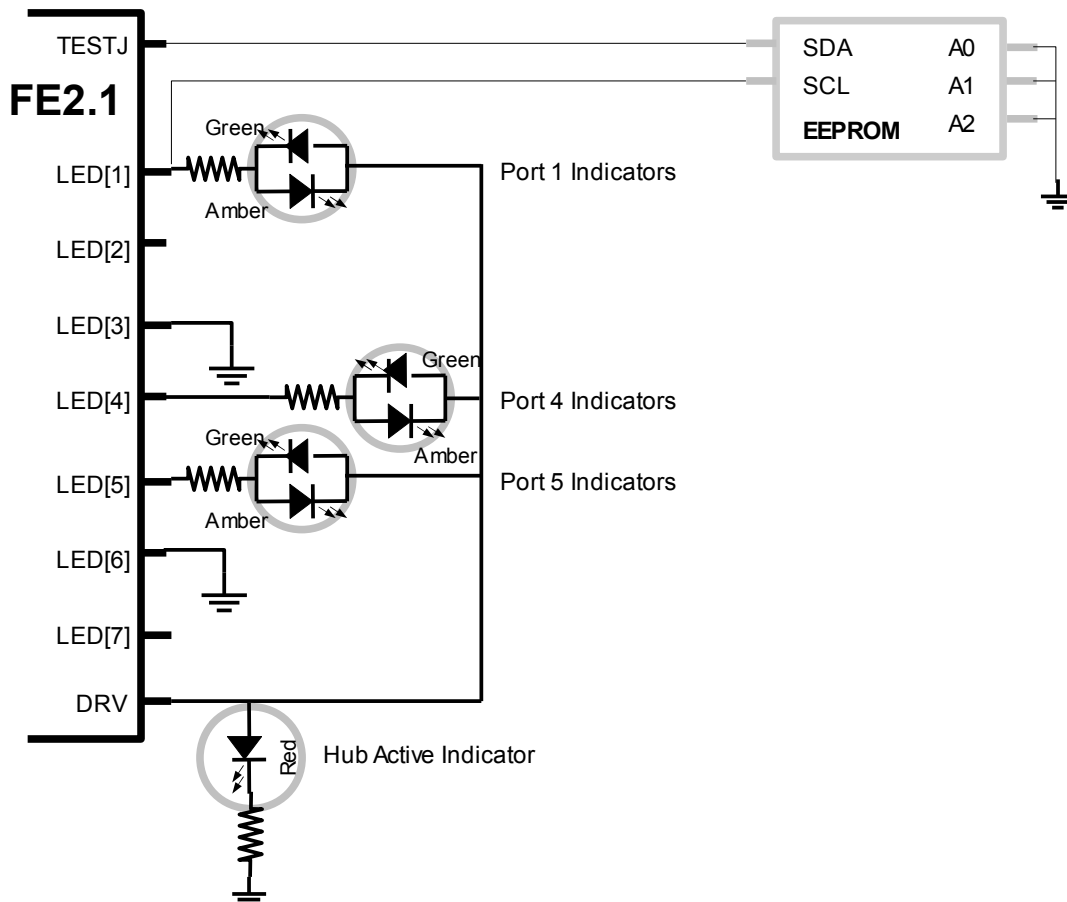 TESTJ
FE2.1
SDA A0
SCL A1
EEPROM A2
Green
LED[1]
Port 1 Indicators
Amber
LED[2]
LED[3]
Green
LED[4]
Port 4 Indicators
Green
Amber
LED[5]
Port 5 Indicators
Amber
LED[6]
LED[7]
DRV
Red
Hub Active Indicator